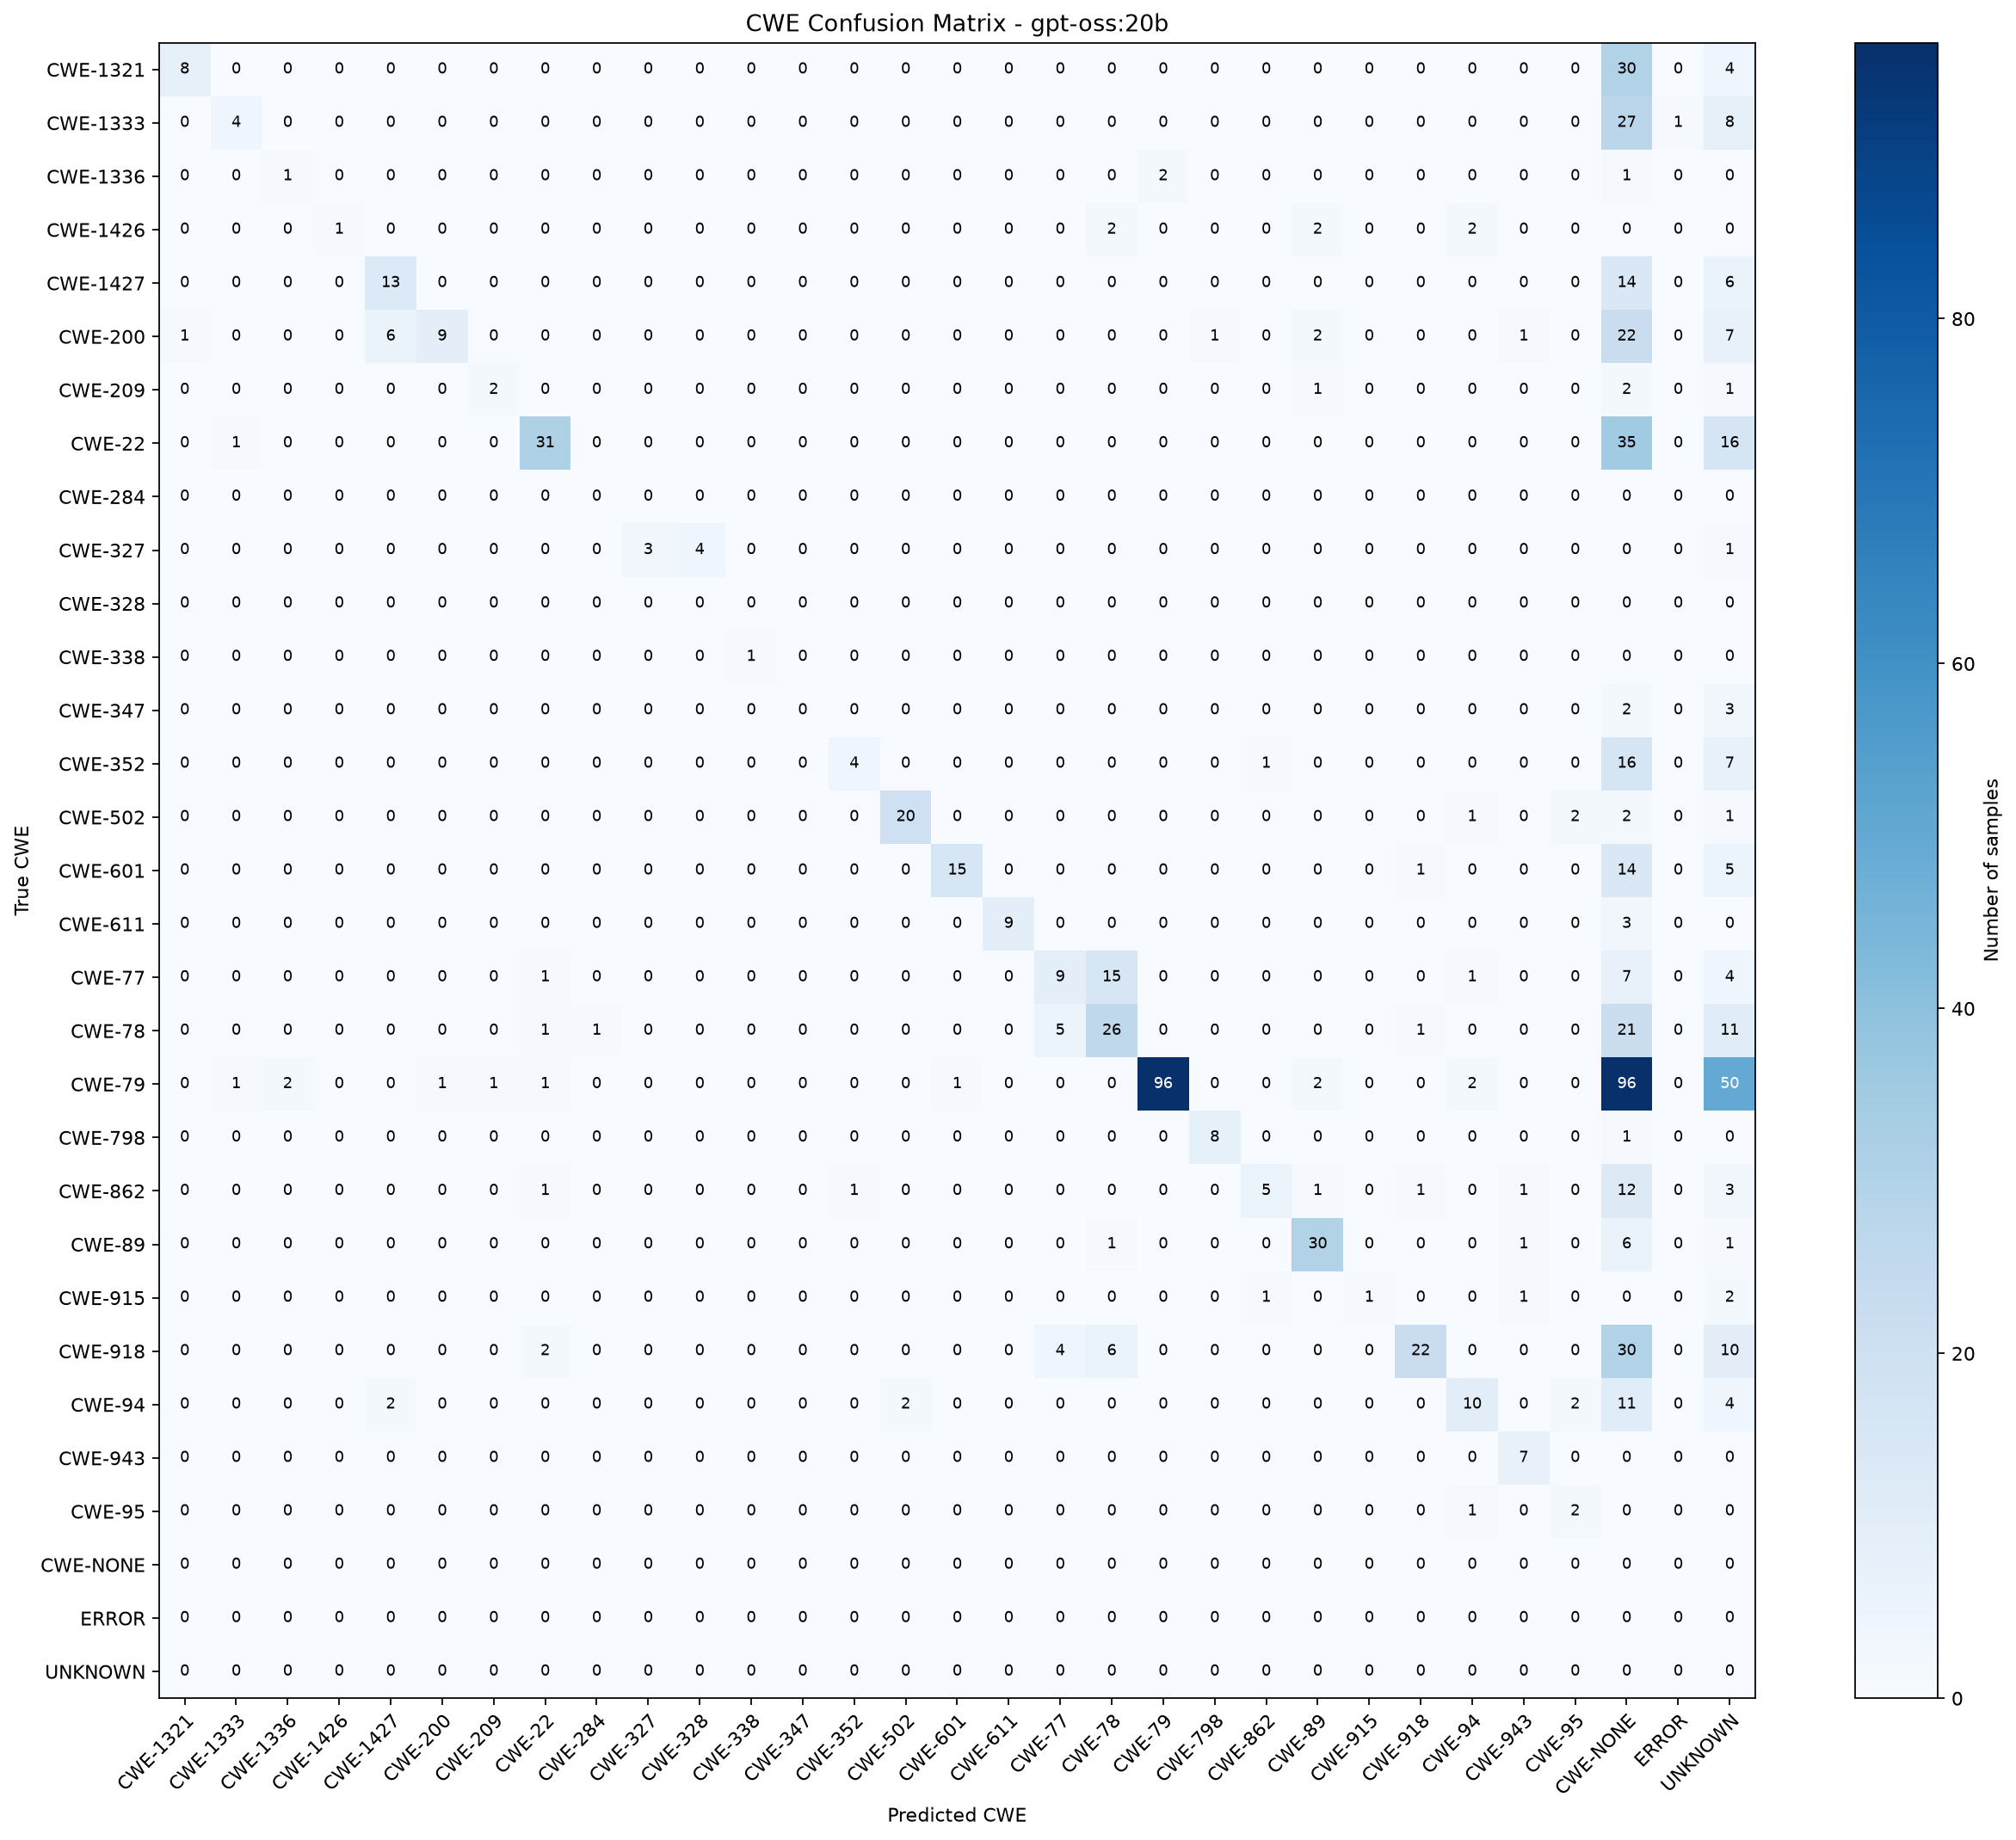 CWE Confusion Matrix - gpt-oss:20b
CWE-1321 8 0 0 0 0 0 0 0 0 0 0 0 0 0 0 0 0 0 0 0 0 0 0 0 0 0 0 0 30 0 4
CWE-1333 0 4 0 0 0 0 0 0 0 0 0 0 0 0 0 0 0 0 0 0 0 0 0 0 0 0 0 0 27 1 8
CWE-1336 0 0 1 0 0 0 0 0 0 0 0 0 0 0 0 0 0 0 0 2 0 0 0 0 0 0 0 0 1 0 0
CWE-1426 0 0 0 1 0 0 0 0 0 0 0 0 0 0 0 0 0 0 2 0 0 0 2 0 0 2 0 0 0 0 0
CWE-1427 0 0 0 0 13 0 0 0 0 0 0 0 0 0 0 0 0 0 0 0 0 0 0 0 0 0 0 0 14 0 6
CWE-200 1 0 0 0 6 9 0 0 0 0 0 0 0 0 0 0 0 0 0 0 1 0 2 0 0 0 1 0 22 0 7
CWE-209 0 0 0 0 0 0 2 0 0 0 0 0 0 0 0 0 0 0 0 0 0 0 1 0 0 0 0 0 2 0 1
CWE-22 0 1 0 0 0 0 0 31 0 0 0 0 0 0 0 0 0 0 0 0 0 0 0 0 0 0 0 0 35 0 16
CWE-284 0 0 0 0 0 0 0 0 0 0 0 0 0 0 0 0 0 0 0 0 0 0 0 0 0 0 0 0 0 0 0
CWE-327 0 0 0 0 0 0 0 0 0 3 4 0 0 0 0 0 0 0 0 0 0 0 0 0 0 0 0 0 0 0 1
CWE-328 0 0 0 0 0 0 0 0 0 0 0 0 0 0 0 0 0 0 0 0 0 0 0 0 0 0 0 0 0 0 0
CWE-338 0 0 0 0 0 0 0 0 0 0 0 1 0 0 0 0 0 0 0 0 0 0 0 0 0 0 0 0 0 0 0
CWE-347 0 0 0 0 0 0 0 0 0 0 0 0 0 0 0 0 0 0 0 0 0 0 0 0 0 0 0 0 2 0 3
CWE-352 0 0 0 0 0 0 0 0 0 0 0 0 0 4 0 0 0 0 0 0 0 1 0 0 0 0 0 0 16 0 7
CWE-502 0 0 0 0 0 0 0 0 0 0 0 0 0 0 20 0 0 0 0 0 0 0 0 0 0 1 0 2 2 0 1
CWE-601 0 0 0 0 0 0 0 0 0 0 0 0 0 0 0 15 0 0 0 0 0 0 0 0 1 0 0 0 14 0 5
CWE-611 0 0 0 0 0 0 0 0 0 0 0 0 0 0 0 0 9 0 0 0 0 0 0 0 0 0 0 0 3 0 0
CWE-77 0 0 0 0 0 0 0 1 0 0 0 0 0 0 0 0 0 9 15 0 0 0 0 0 0 1 0 0 7 0 4
CWE-78 0 0 0 0 0 0 0 1 1 0 0 0 0 0 0 0 0 5 26 0 0 0 0 0 1 0 0 0 21 0 11
CWE-79 0 1 2 0 0 1 1 1 0 0 0 0 0 0 0 1 0 0 0 96 0 0 2 0 0 2 0 0 96 0 50
CWE-798 0 0 0 0 0 0 0 0 0 0 0 0 0 0 0 0 0 0 0 0 8 0 0 0 0 0 0 0 1 0 0
CWE-862 0 0 0 0 0 0 0 1 0 0 0 0 0 1 0 0 0 0 0 0 0 5 1 0 1 0 1 0 12 0 3
CWE-89 0 0 0 0 0 0 0 0 0 0 0 0 0 0 0 0 0 0 1 0 0 0 30 0 0 0 1 0 6 0 1
CWE-915 0 0 0 0 0 0 0 0 0 0 0 0 0 0 0 0 0 0 0 0 0 1 0 1 0 0 1 0 0 0 2
CWE-918 0 0 0 0 0 0 0 2 0 0 0 0 0 0 0 0 0 4 6 0 0 0 0 0 22 0 0 0 30 0 10
CWE-94 0 0 0 0 2 0 0 0 0 0 0 0 0 0 2 0 0 0 0 0 0 0 0 0 0 10 0 2 11 0 4
CWE-943 0 0 0 0 0 0 0 0 0 0 0 0 0 0 0 0 0 0 0 0 0 0 0 0 0 0 7 0 0 0 0
CWE-95 0 0 0 0 0 0 0 0 0 0 0 0 0 0 0 0 0 0 0 0 0 0 0 0 0 1 0 2 0 0 0
CWE-NONE 0 0 0 0 0 0 0 0 0 0 0 0 0 0 0 0 0 0 0 0 0 0 0 0 0 0 0 0 0 0 0
ERROR 0 0 0 0 0 0 0 0 0 0 0 0 0 0 0 0 0 0 0 0 0 0 0 0 0 0 0 0 0 0 0
UNKNOWN 0 0 0 0 0 0 0 0 0 0 0 0 0 0 0 0 0 0 0 0 0 0 0 0 0 0 0 0 0 0 0
CWE-1321 CWE-1333 CWE-1336 CWE-1426 CWE-1427 CWE-200 CWE-209 CWE-22 CWE-284 CWE-327 CWE-328 CWE-338 CWE-347 CWE-352 CWE-502 CWE-601 CWE-611 CWE-77 CWE-78 CWE-79 CWE-798 CWE-862 CWE-89 CWE-915 CWE-918 CWE-94 CWE-943 CWE-95 CWE-NONE ERROR UNKNOWN
Predicted CWE
True CWE
80
60
40
20
0
Number of samples